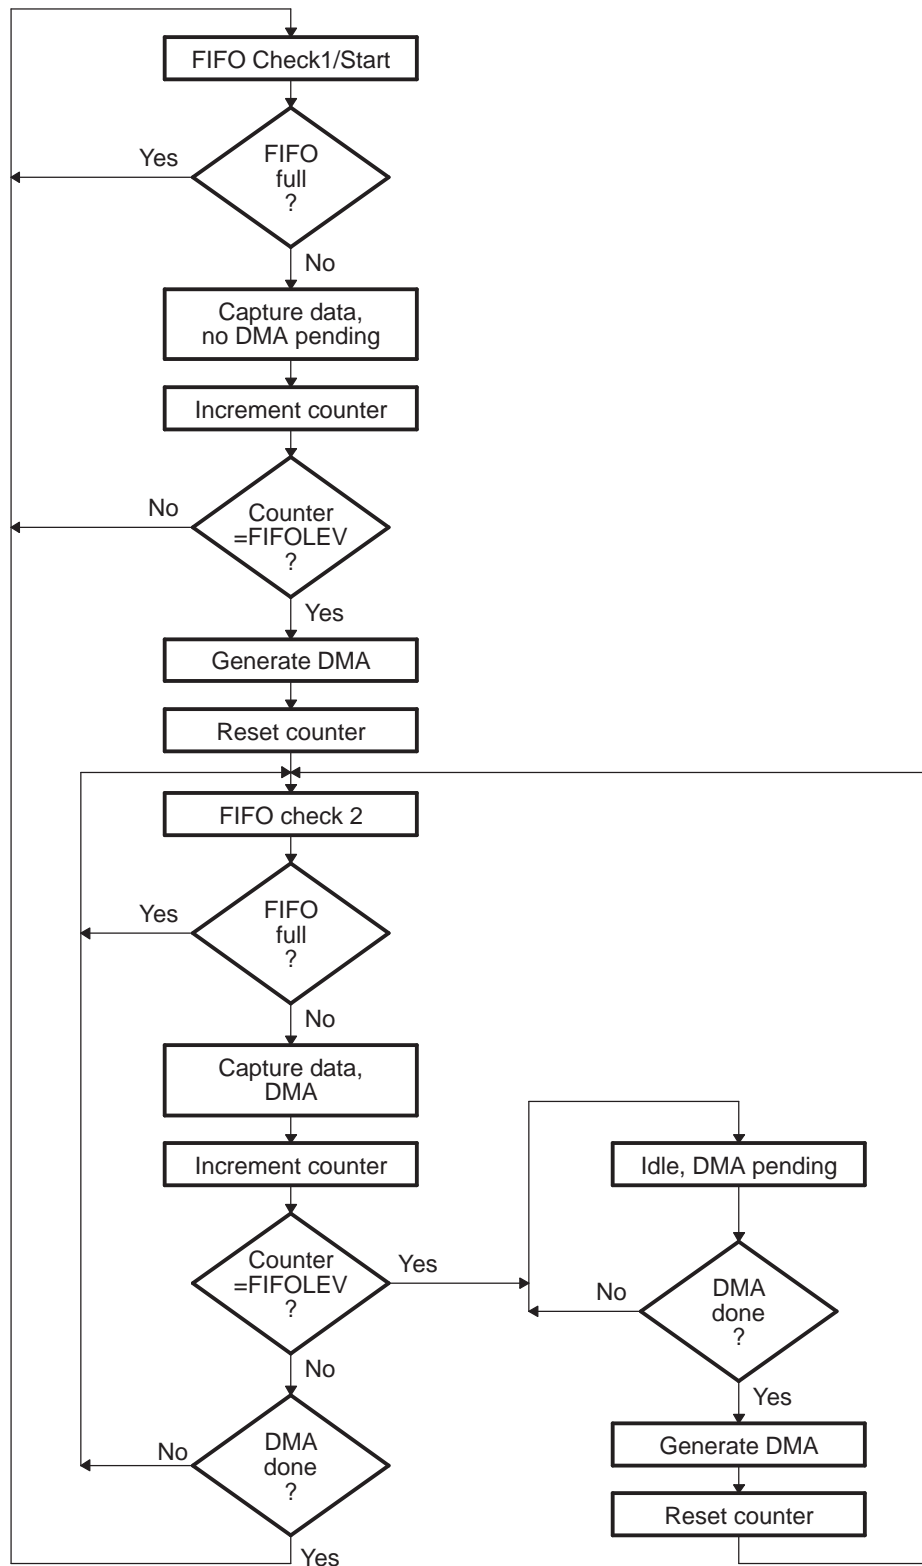 FIFO Check1/Start
FIFO
full
?
Yes
No
Capture data,
no DMA pending
Increment counter
Counter
=FIFOLEV
?
No
Yes
Generate DMA
Reset counter
FIFO check 2
FIFO
full
?
Yes
No
Capture data,
DMA
Increment counter
Counter
=FIFOLEV
?
Yes
No
DMA
done
?
No
Yes
Idle, DMA pending
DMA
done
?
No
Yes
Generate DMA
Reset counter